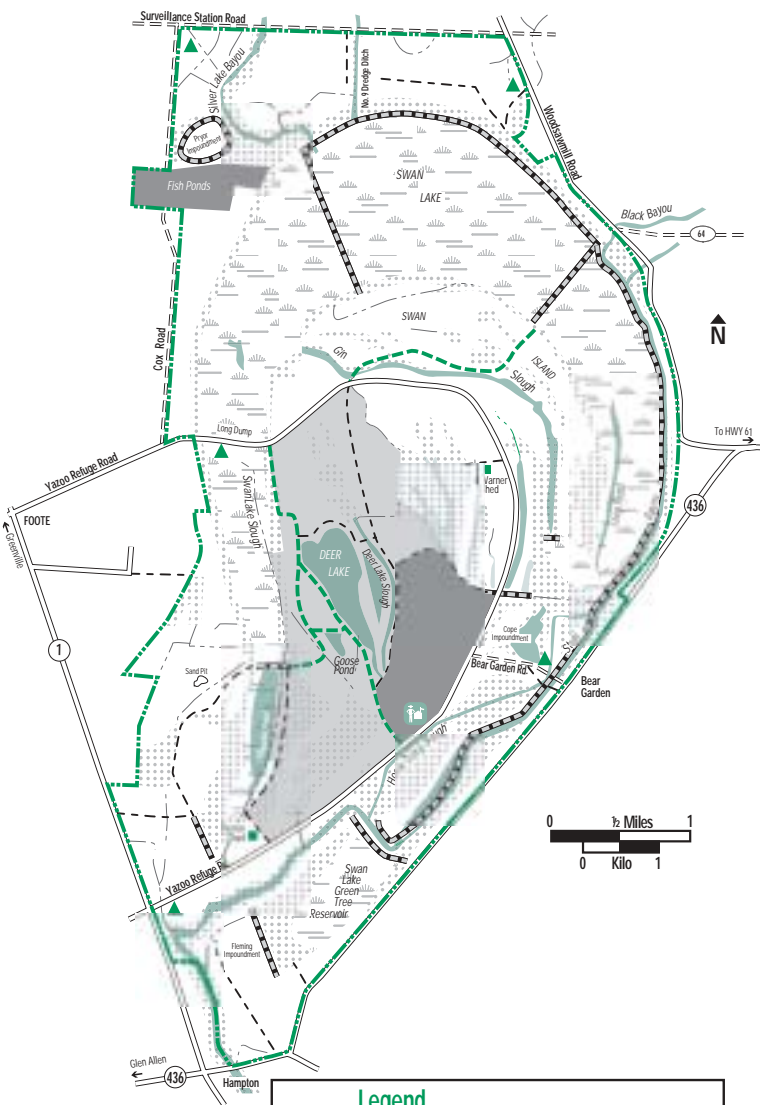 Surveillance Station Road
Silver Lake Bayou
No. 9 Dredge Ditch
Woodsawmill Road
Pryor
Impoundment
Fish Ponds
SWAN
LAKE
Black Bayou
64
SWAN
N
Cox Road
Gin
Slough
ISLAND
Long Dump
To HWY 61
Yazoo Refuge Road
436
FOOTE
Greenville
Swan Lake Slough
DEER
LAKE
Deer Lake Slough
1
Cope
Impoundment
Goose
Pond
Bear Garden Rd.
Bear
Garden
Sand Pit
0 ½ Miles 1
0 Kilo 1
Yazoo Refuge
Swan
Lake
Green
Tree
Reservoir
Fleming
Impoundment
Glen Allen
436
Hampton
Legend